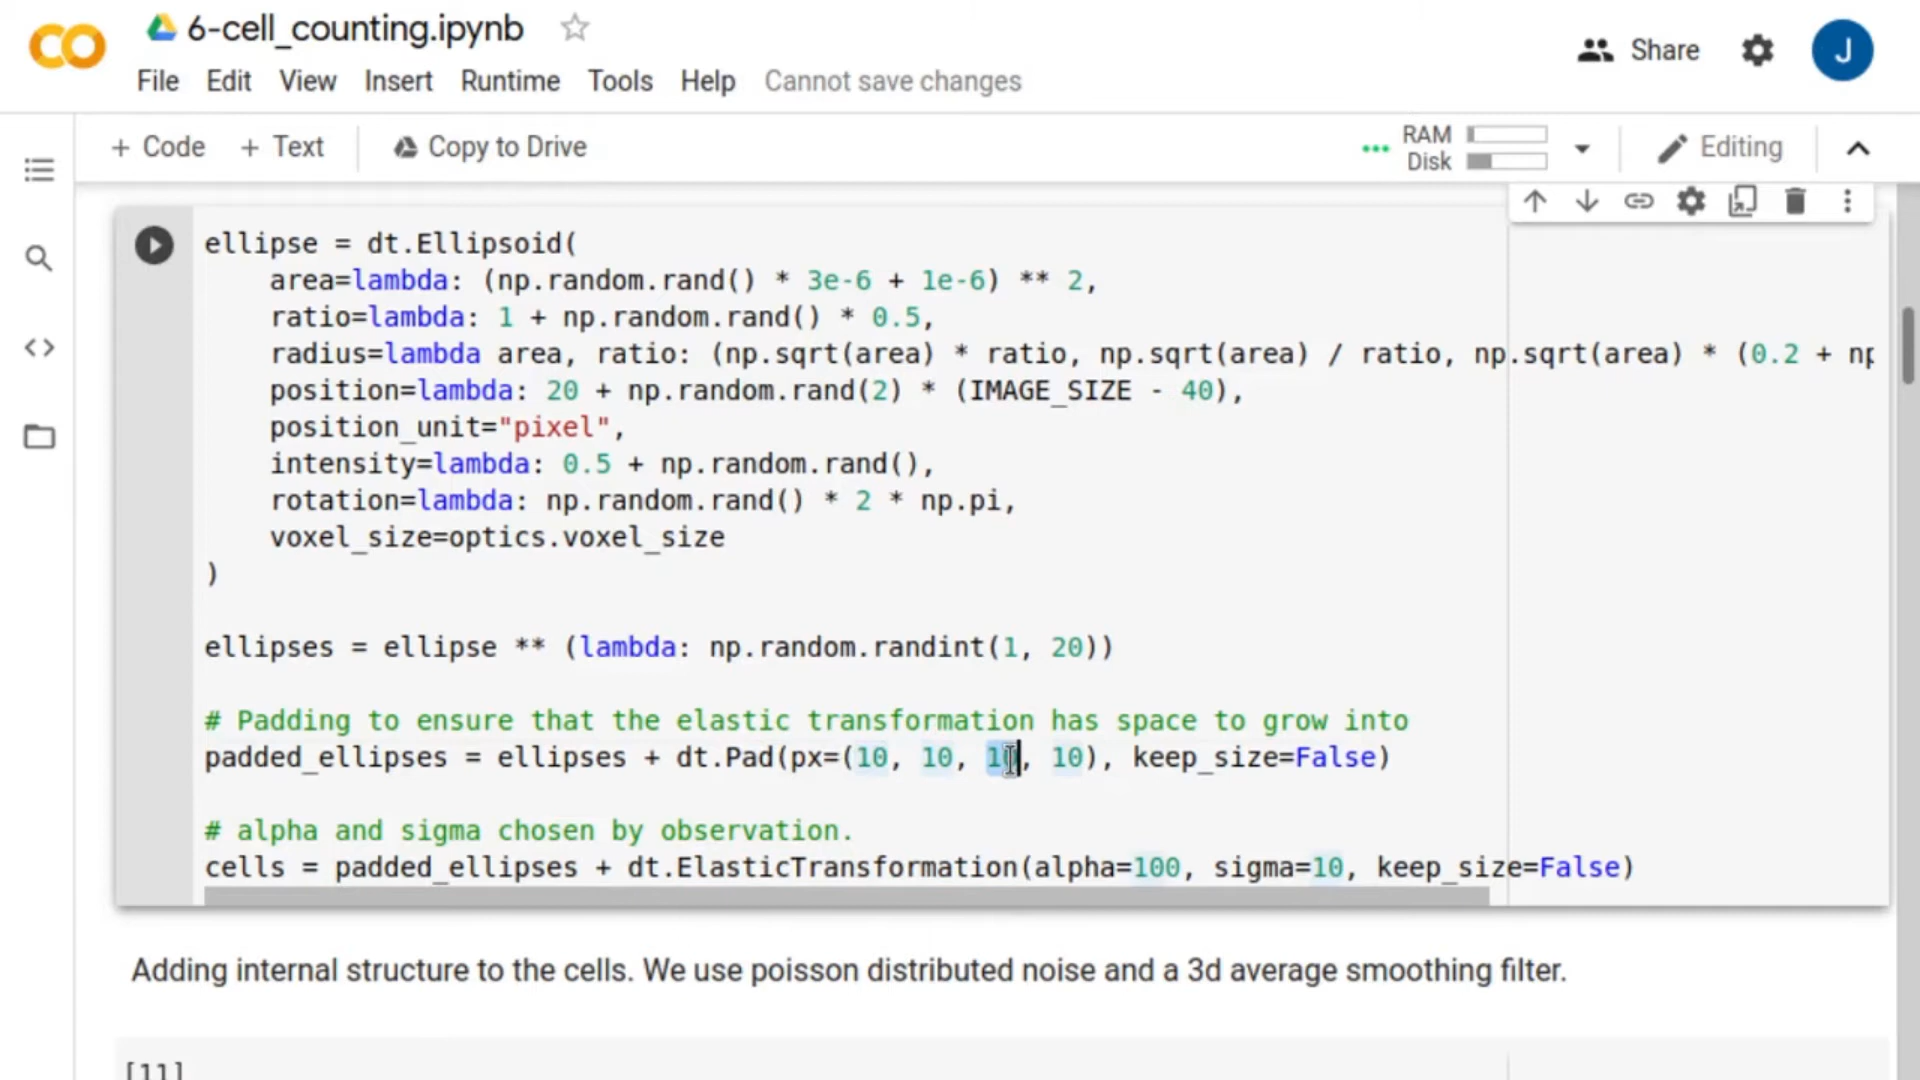 6-cell_counting.ipynb
File Edit View Insert Runtime Tools Help Cannot save changes
Share
J
+ Code + Text Copy to Drive
RAM
Disk
Editing
ellipse = dt.Ellipsoid(
    area=lambda: (np.random.rand() * 3e-6 + 1e-6) ** 2,
    ratio=lambda: 1 + np.random.rand() * 0.5,
    radius=lambda area, ratio: (np.sqrt(area) * ratio, np.sqrt(area) / ratio, np.sqrt(area) * (0.2 + np
    position=lambda: 20 + np.random.rand(2) * (IMAGE_SIZE - 40),
    position_unit="pixel",
    intensity=lambda: 0.5 + np.random.rand(),
    rotation=lambda: np.random.rand() * 2 * np.pi,
    voxel_size=optics.voxel_size
)
ellipses = ellipse ** (lambda: np.random.randint(1, 20))
# Padding to ensure that the elastic transformation has space to grow into
padded_ellipses = ellipses + dt.Pad(px=(10, 10, 10, 10), keep_size=False)
# alpha and sigma chosen by observation.
cells = padded_ellipses + dt.ElasticTransformation(alpha=100, sigma=10, keep_size=False)
Adding internal structure to the cells. We use poisson distributed noise and a 3d average smoothing filter.
[11]